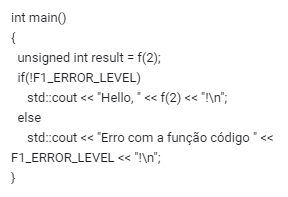 int main()
{
unsigned int result = f(2);
if(!F1_ERROR_LEVEL)
std::cout << "Hello, " << f(2) << "!\n";
else
std::cout << "Erro com a função código " <<
F1_ERROR_LEVEL << "!\n";
}